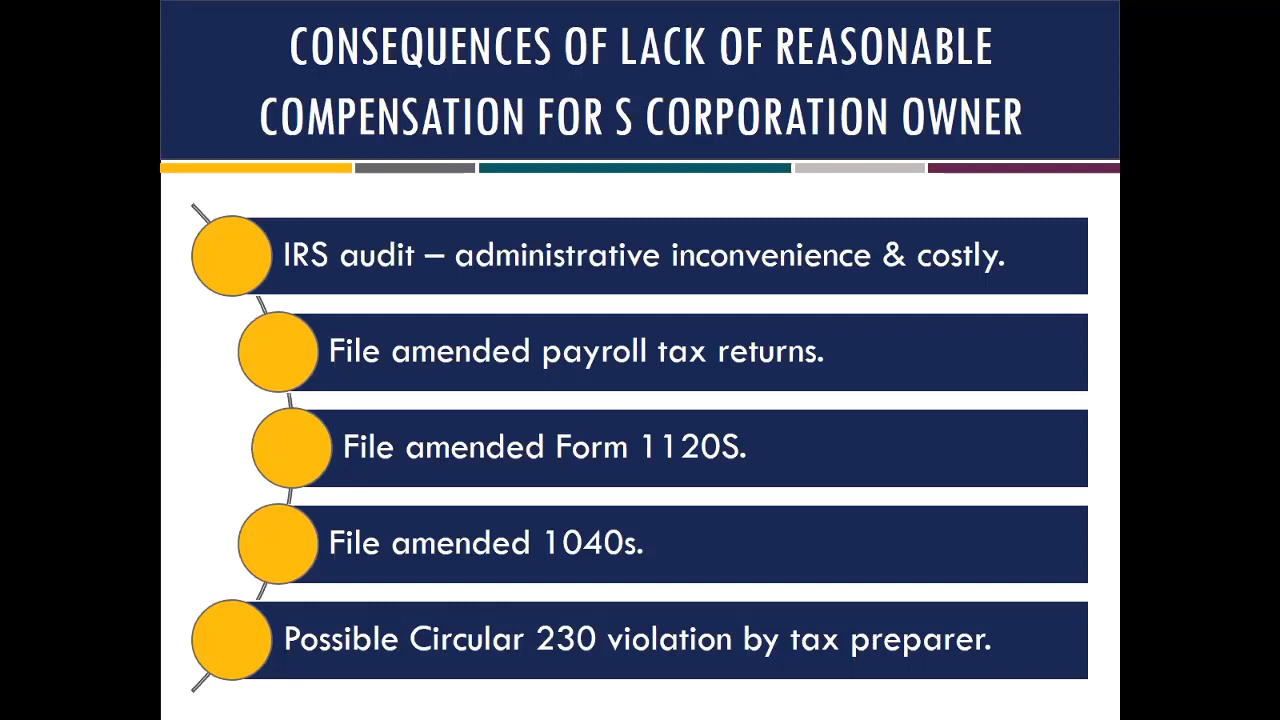 CONSEQUENCES OF LACK OF REASONABLE
COMPENSATION FOR S CORPORATION OWNER
IRS audit – administrative inconvenience & costly.
File amended payroll tax returns.
File amended Form 1120S.
File amended 1040s.
Possible Circular 230 violation by tax preparer.